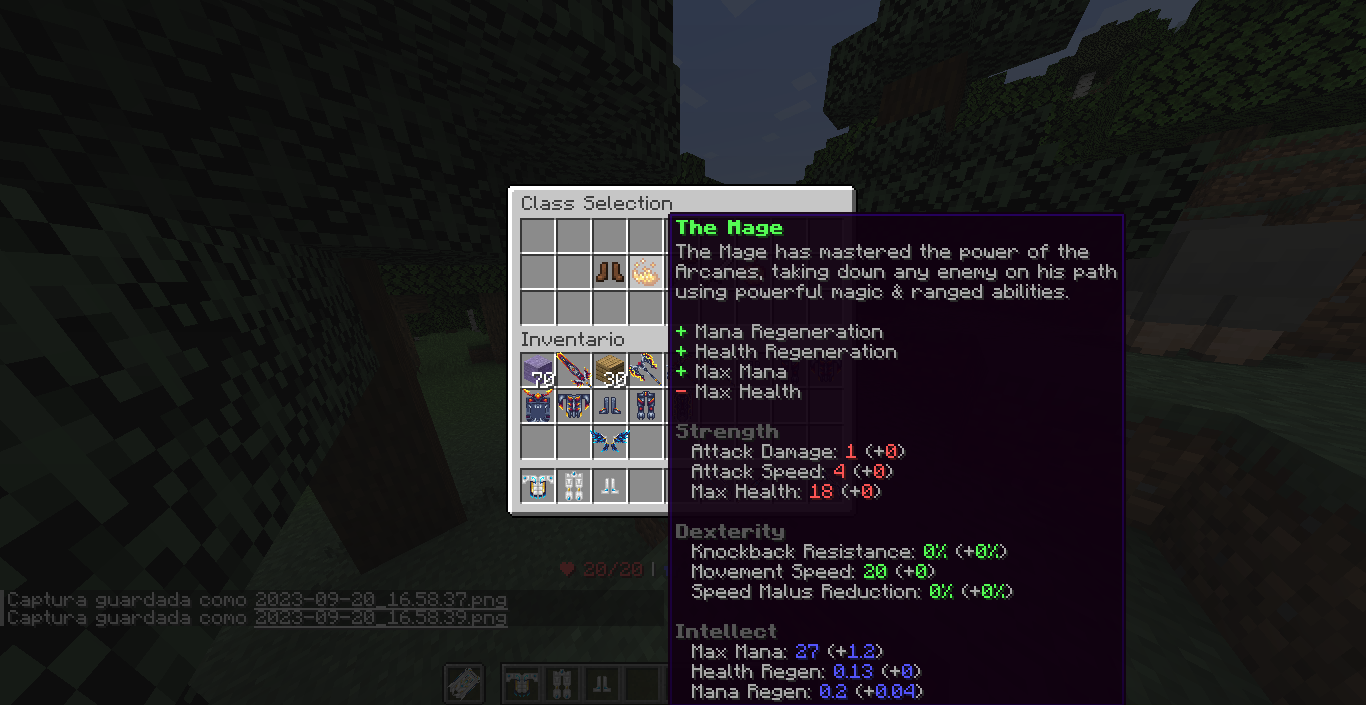 Class Selection
The Mage
The Mage has mastered the power of the
Arcanes, taking down any enemy on his path
using powerful magic & ranged abilities.
+ Mana Regeneration
+ Health Regeneration
+ Max Mana
- Max Health
Strength
Attack Damage: 1 (+0)
Attack Speed: 4 (+0)
Max Health: 18 (+0)
Dexterity
Knockback Resistance: 0% (+0%)
Movement Speed: 20 (+0)
Speed Malus Reduction: 0% (+0%)
Intellect
Max Mana: 27 (+1.2)
Health Regen: 0.13 (+0)
Mana Regen: 0.2 (+0.04)
Inventario
70
30
❤ 20/20 |
Captura guardada como 2023-09-20_16.58.37.png
Captura guardada como 2023-09-20_16.58.39.png